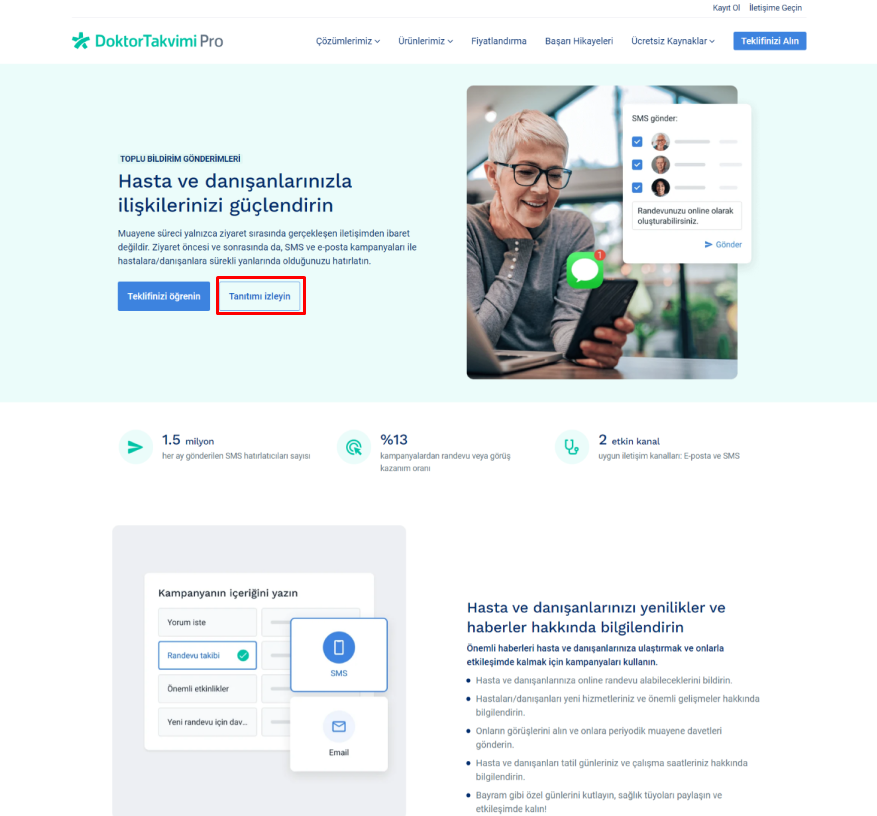 Kayıt Ol İletişime Geçin
DoktorTakvimi Pro
Çözümlerimiz Ürünlerimiz Fiyatlandırma Başarı Hikayeleri Ücretsiz Kaynaklar Teklifinizi Alın
TOPLU BİLDİRİM GÖNDERİMLERİ
Hasta ve danışanlarınızla
ilişkilerinizi güçlendirin
Muayene süreci yalnızca ziyaret sırasında gerçekleşen iletişimden ibaret
değildir. Ziyaret öncesi ve sonrasında da, SMS ve e-posta kampanyaları ile
hastalara/danışanlara sürekli yanlarında olduğunuzu hatırlatın.
Teklifinizi öğrenin Tanıtımı izleyin
SMS gönder:
Randevunuzu online olarak
oluşturabilirsiniz.
Gönder
1
1.5 milyon
her ay gönderilen SMS hatırlatıcıları sayısı
%13
kampanyalardan randevu veya görüş
kazanım oranı
2 etkin kanal
uygun iletişim kanalları: E-posta ve SMS
Kampanyanın içeriğini yazın
Yorum iste
Randevu takibi
Önemli etkinlikler
Yeni randevu için dav...
SMS
Email
Hasta ve danışanlarınızı yenilikler ve
haberler hakkında bilgilendirin
Önemli haberleri hasta ve danışanlarınıza ulaştırmak ve onlarla
etkileşimde kalmak için kampanyaları kullanın.
Hasta ve danışanlarınıza online randevu alabileceklerini bildirin.
Hastaları/danışanları yeni hizmetleriniz ve önemli gelişmeler hakkında
bilgilendirin.
Onların görüşlerini alın ve onlara periyodik muayene davetleri
gönderin.
Hasta ve danışanları tatil günleriniz ve çalışma saatleriniz hakkında
bilgilendirin.
Bayram gibi özel günlerini kutlayın, sağlık tüyoları paylaşın ve
etkileşimde kalın!